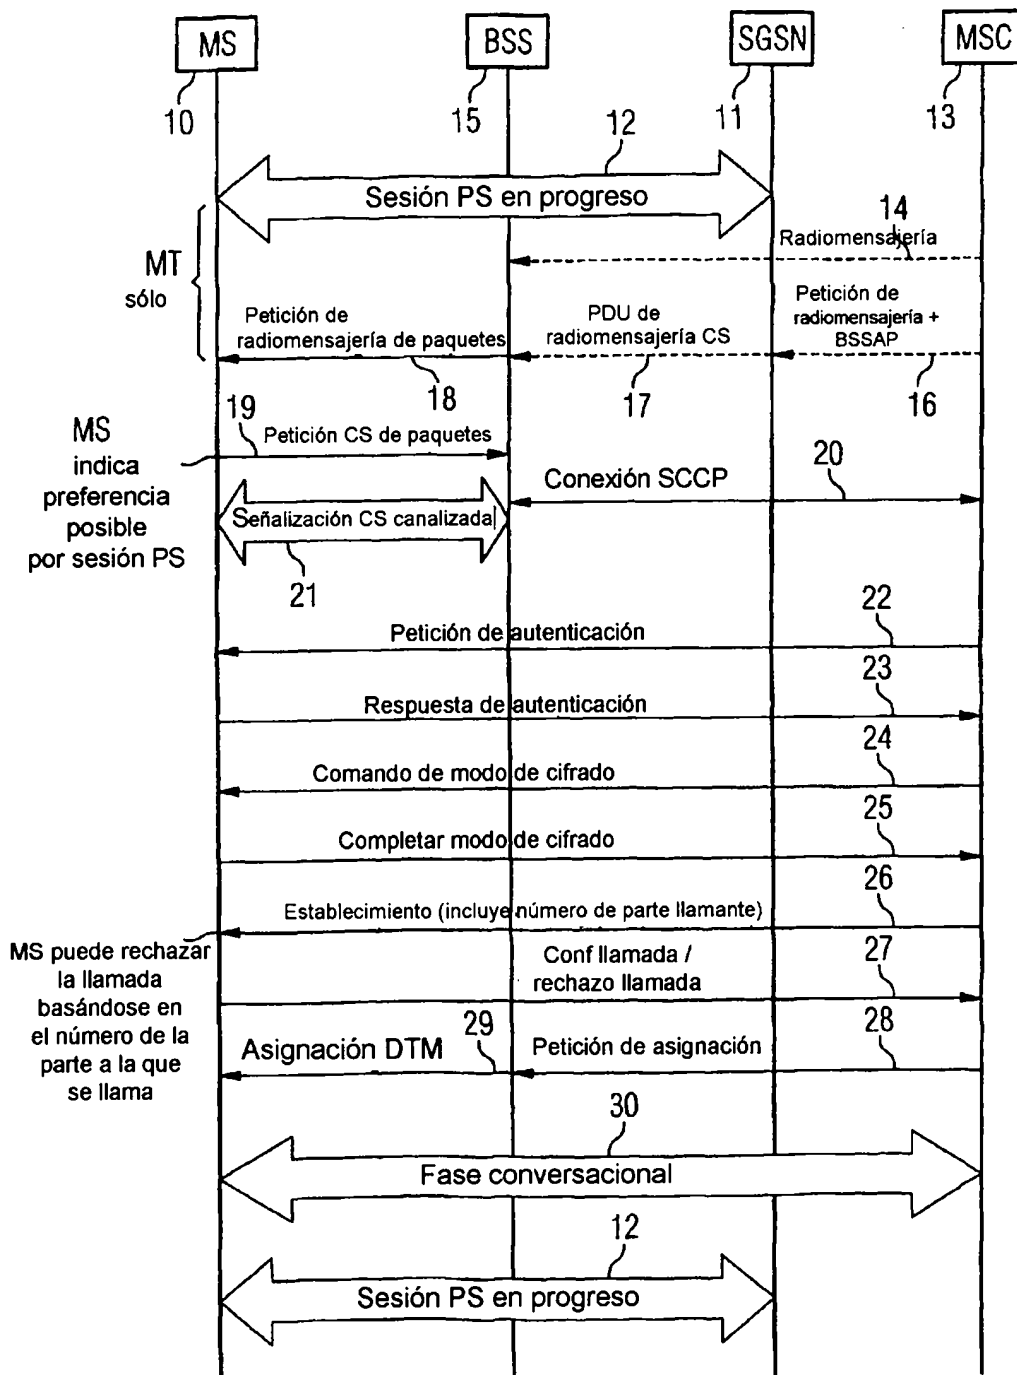 MS
BSS
SGSN
MSC
10
15
11
13
12
Sesión PS en progreso
14
Radiomensajería
MT
sólo
Petición de
radiomensajería de paquetes
PDU de
radiomensajería CS
Petición de
radiomensajería +
BSSAP
18
17
16
19
MS
indica
preferencia
posible
por sesión PS
Petición CS de paquetes
20
Conexión SCCP
Señalización CS canalizada
21
22
Petición de autenticación
23
Respuesta de autenticación
24
Comando de modo de cifrado
25
Completar modo de cifrado
26
Establecimiento (incluye número de parte llamante)
MS puede rechazar
la llamada
basándose en
el número de la
parte a la que
se llama
Conf llamada /
rechazo llamada
27
28
29
Asignación DTM
Petición de asignación
30
Fase conversacional
12
Sesión PS en progreso